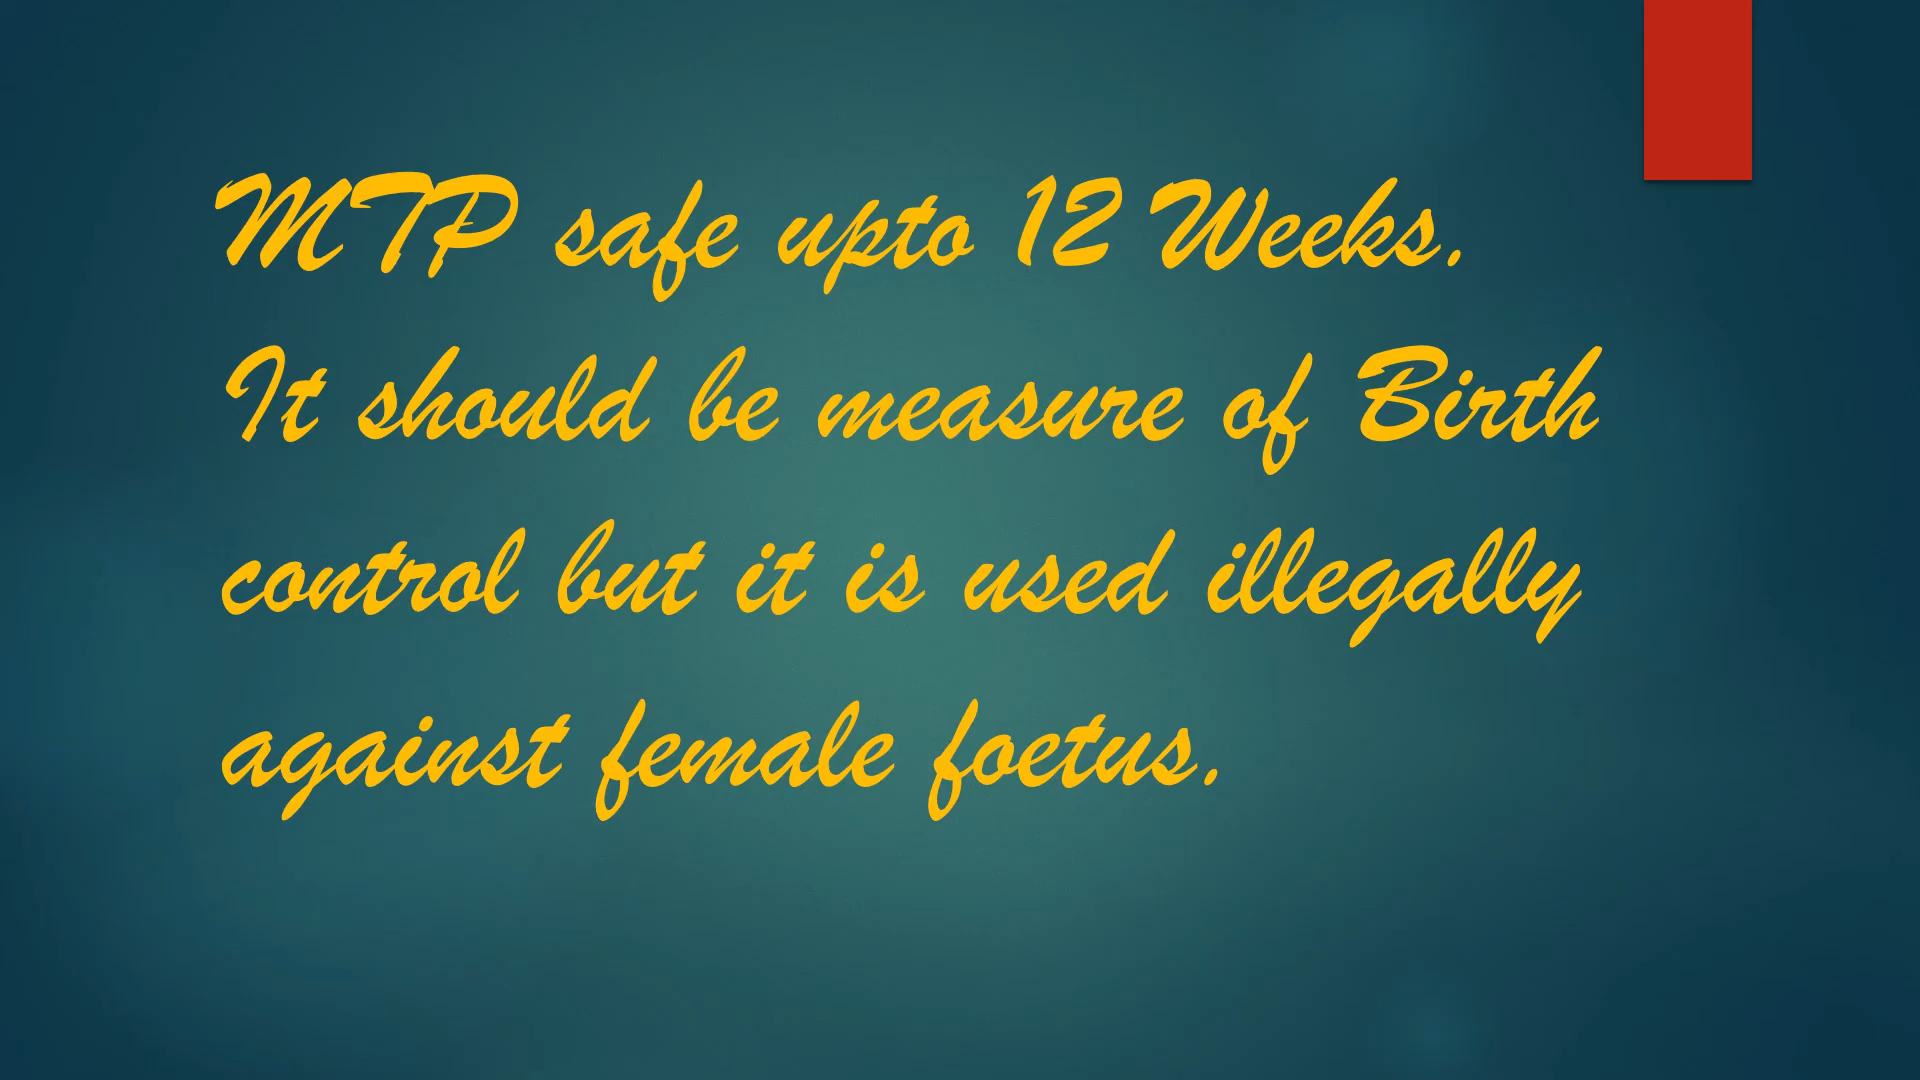 MTP safe upto 12 Weeks.
It should be measure of Birth
control but it is used illegally
against female foetus.